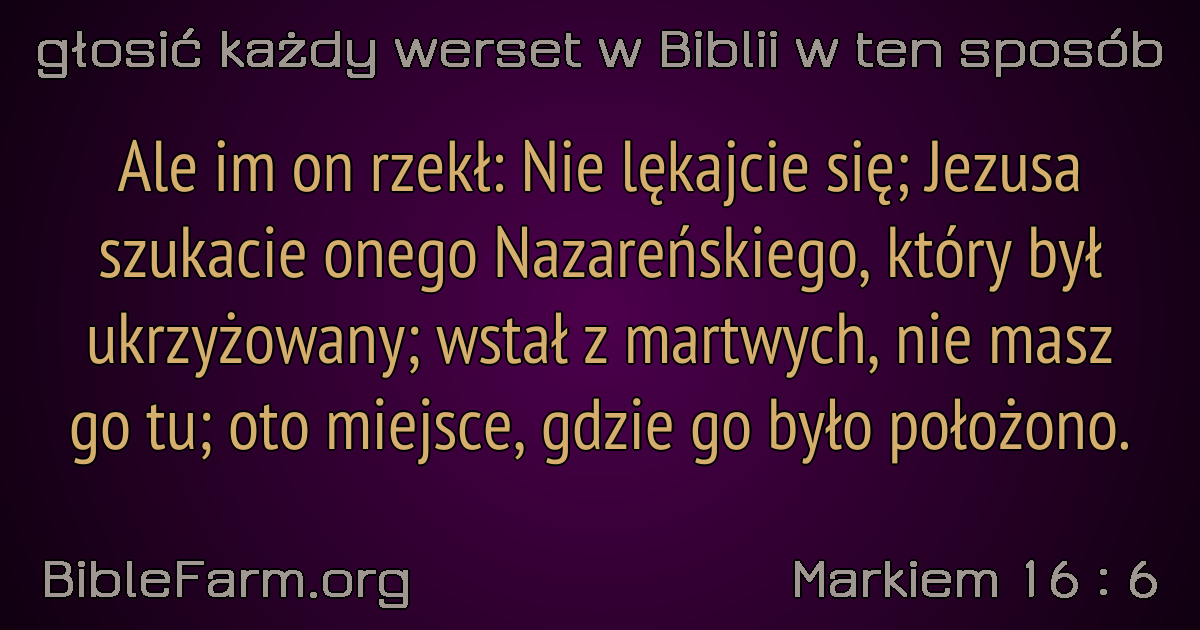 głosić każdy werset w Biblii w ten sposób
Ale im on rzekł: Nie lękajcie się; Jezusa
szukacie onego Nazareńskiego, który był
ukrzyżowany; wstał z martwych, nie masz
go tu; oto miejsce, gdzie go było położono.
BibleFarm.org
Markiem 16 : 6